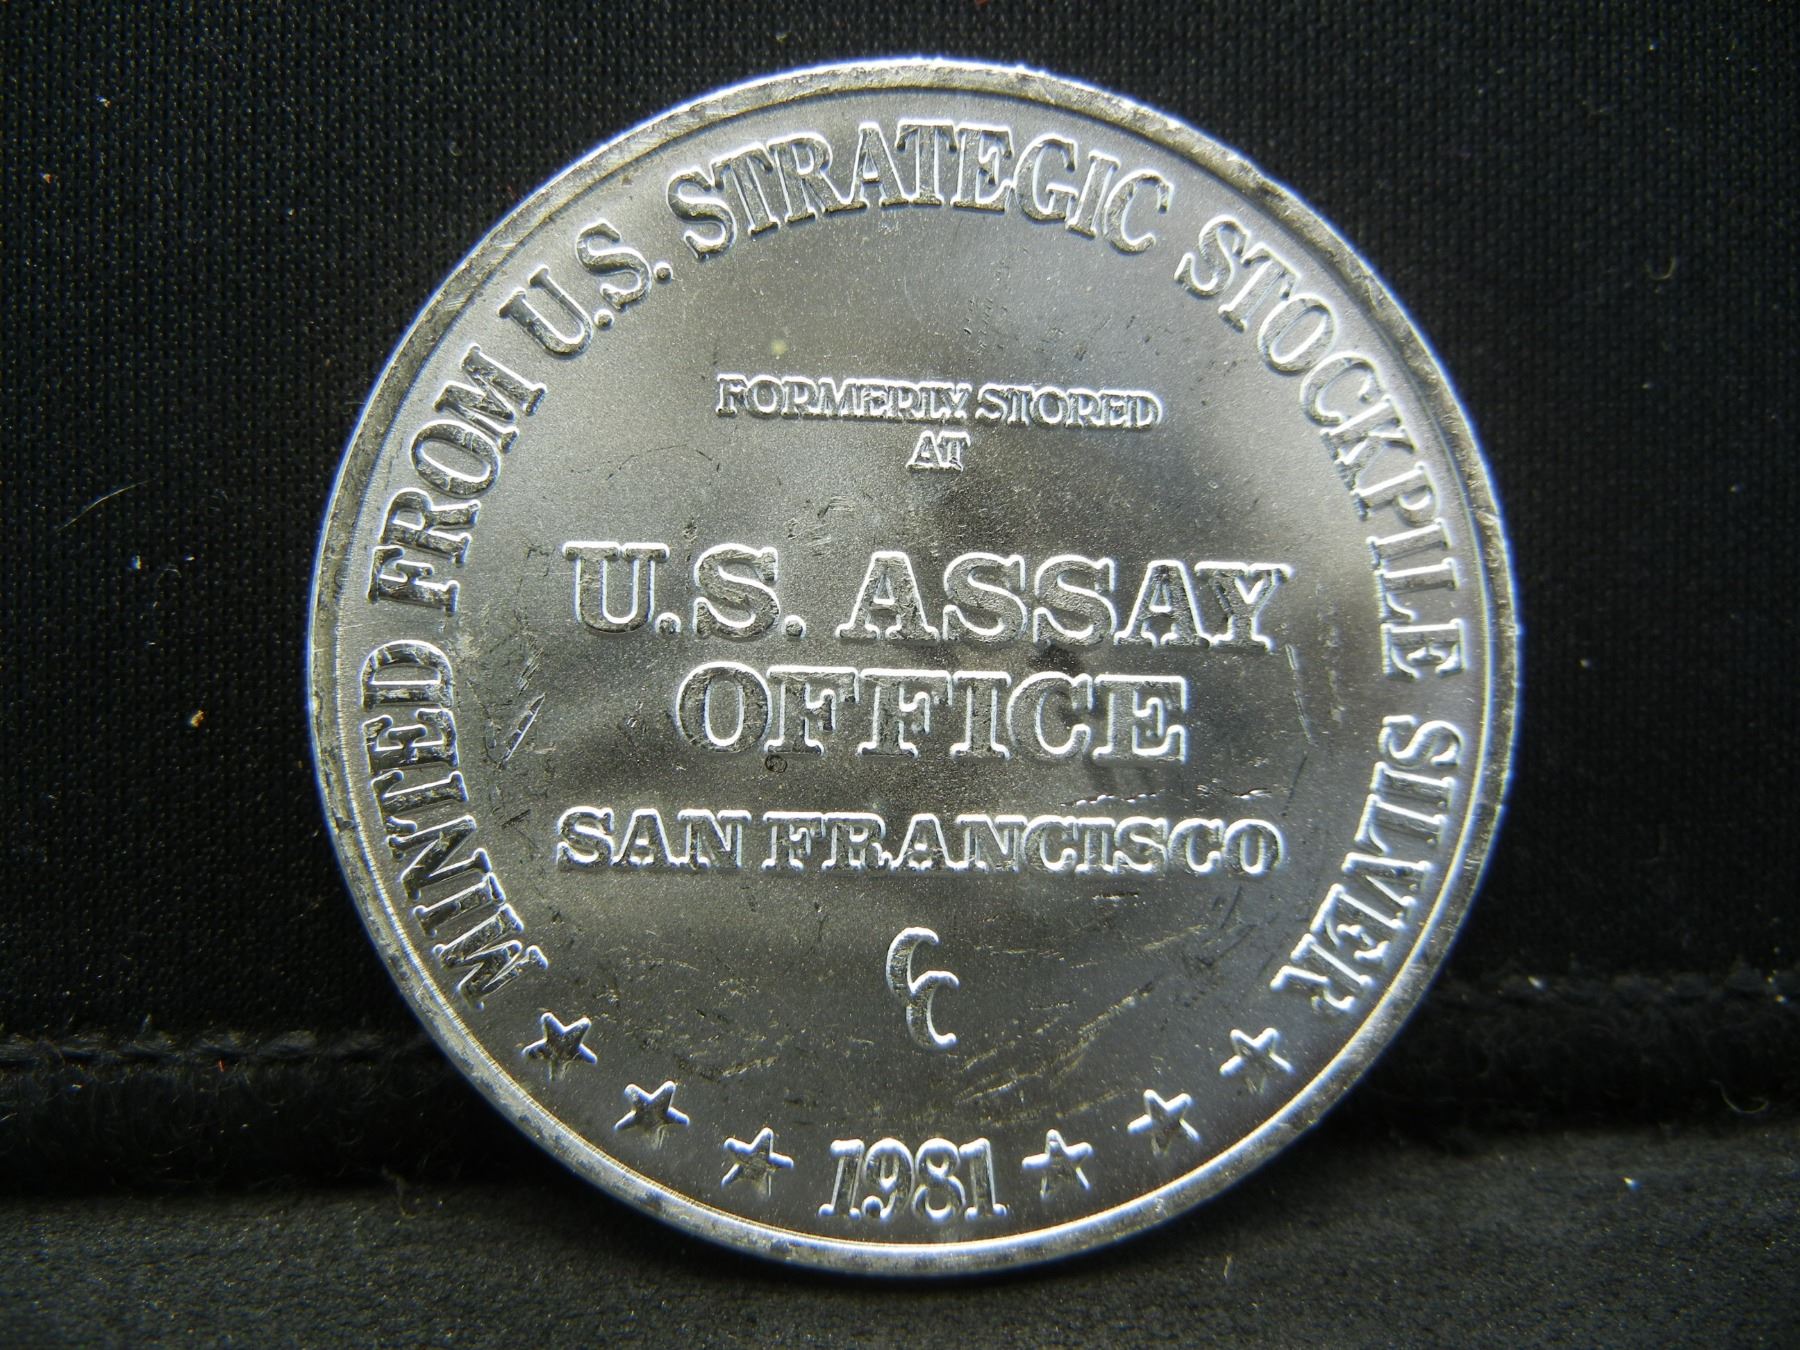 MINTED FROM U.S. STRATEGIC STOCKPILE SILVER
FORMERLY STORED
AT
U.S. ASSAY
OFFICE
SAN FRANCISCO
1981